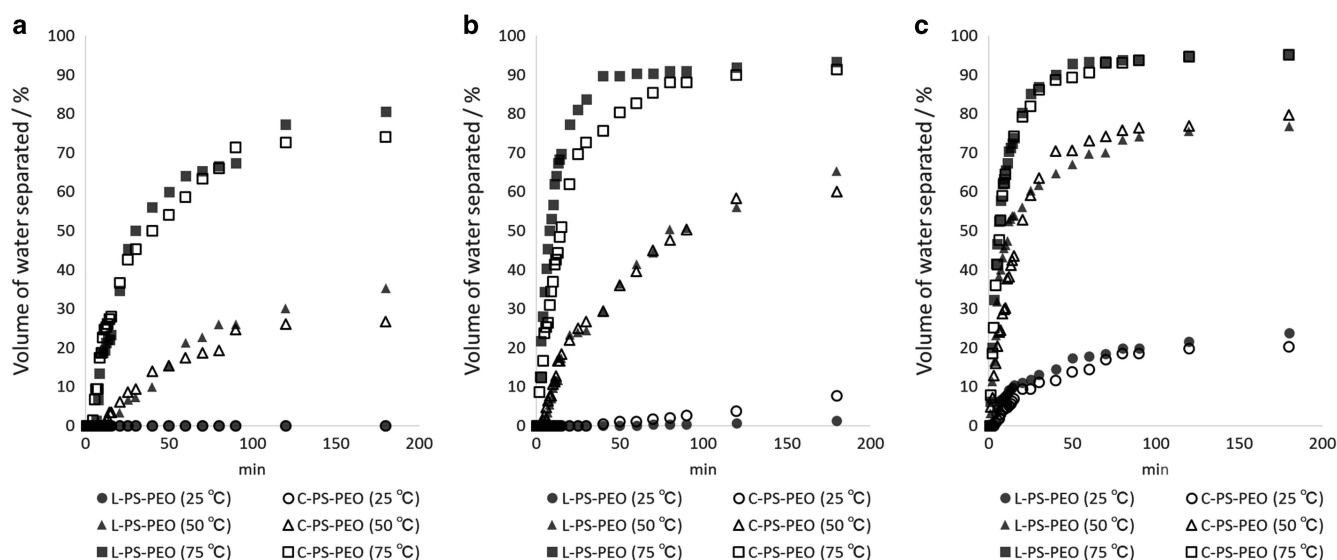 a
Volume of water separated / %
100
90
80
70
60
50
40
30
20
10
0
0 50 100 150 200
min
● L-PS-PEO (25 ℃) ○ C-PS-PEO (25 ℃)
▲ L-PS-PEO (50 ℃) △ C-PS-PEO (50 ℃)
■ L-PS-PEO (75 ℃) □ C-PS-PEO (75 ℃)
b
Volume of water separated / %
100
90
80
70
60
50
40
30
20
10
0
0 50 100 150 200
min
● L-PS-PEO (25 ℃) ○ C-PS-PEO (25 ℃)
▲ L-PS-PEO (50 ℃) △ C-PS-PEO (50 ℃)
■ L-PS-PEO (75 ℃) □ C-PS-PEO (75 ℃)
c
Volume of water separated / %
100
90
80
70
60
50
40
30
20
10
0
0 50 100 150 200
min
● L-PS-PEO (25 ℃) ○ C-PS-PEO (25 ℃)
▲ L-PS-PEO (50 ℃) △ C-PS-PEO (50 ℃)
■ L-PS-PEO (75 ℃) □ C-PS-PEO (75 ℃)